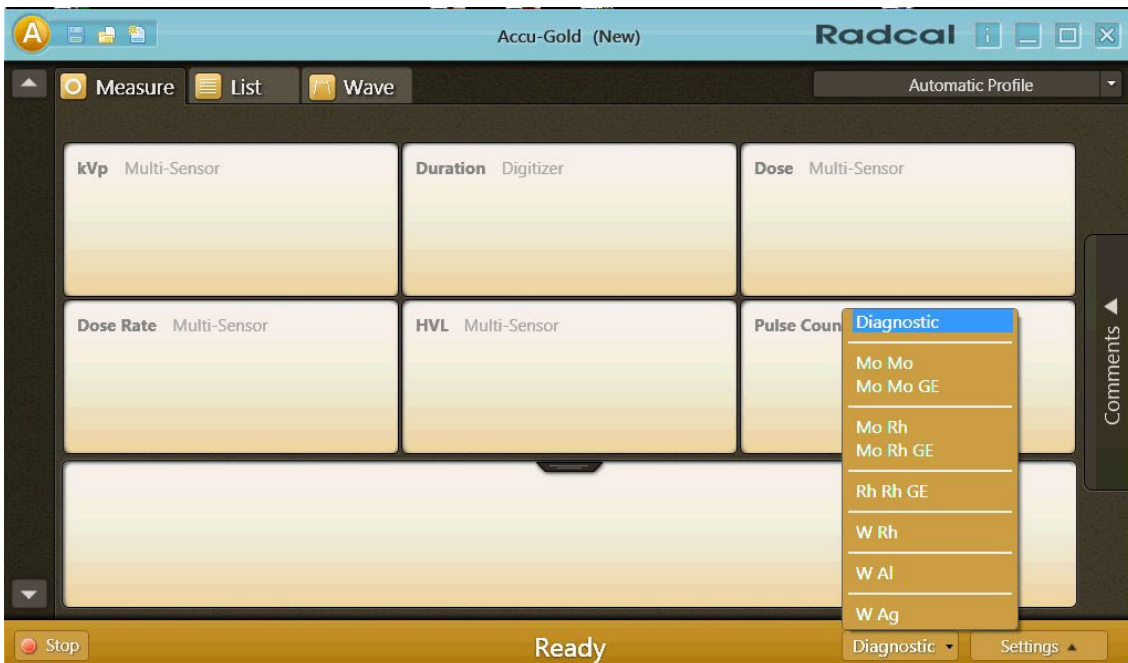 A
Accu-Gold (New)
Radcal
i
Measure
List
Wave
Automatic Profile
kVp Multi-Sensor
Duration Digitizer
Dose Multi-Sensor
Dose Rate Multi-Sensor
HVL Multi-Sensor
Pulse Coun
Diagnostic
Mo Mo
Mo Mo GE
Mo Rh
Mo Rh GE
Rh Rh GE
W Rh
W Al
W Ag
Comments
Stop
Ready
Diagnostic
Settings